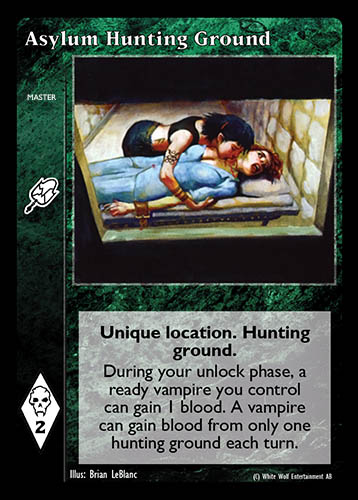 Asylum Hunting Ground
MASTER
Unique location. Hunting
ground.
During your unlock phase, a
ready vampire you control
can gain 1 blood. A vampire
can gain blood from only one
hunting ground each turn.
2
Illus: Brian LeBlanc
(C) White Wolf Entertainment AB